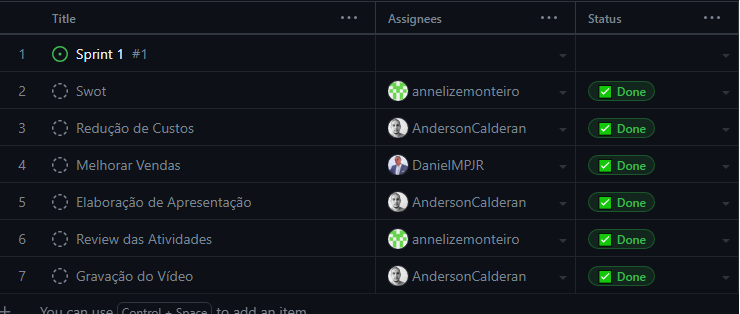 Title ... Assignees ... Status ...
1 Sprint 1 #1
2 Swot annelizemonteiro ✅ Done
3 Redução de Custos AndersonCalderan ✅ Done
4 Melhorar Vendas DanielMPJR ✅ Done
5 Elaboração de Apresentação AndersonCalderan ✅ Done
6 Review das Atividades annelizemonteiro ✅ Done
7 Gravação do Vídeo AndersonCalderan ✅ Done
+ You can use Control + Space to add an item